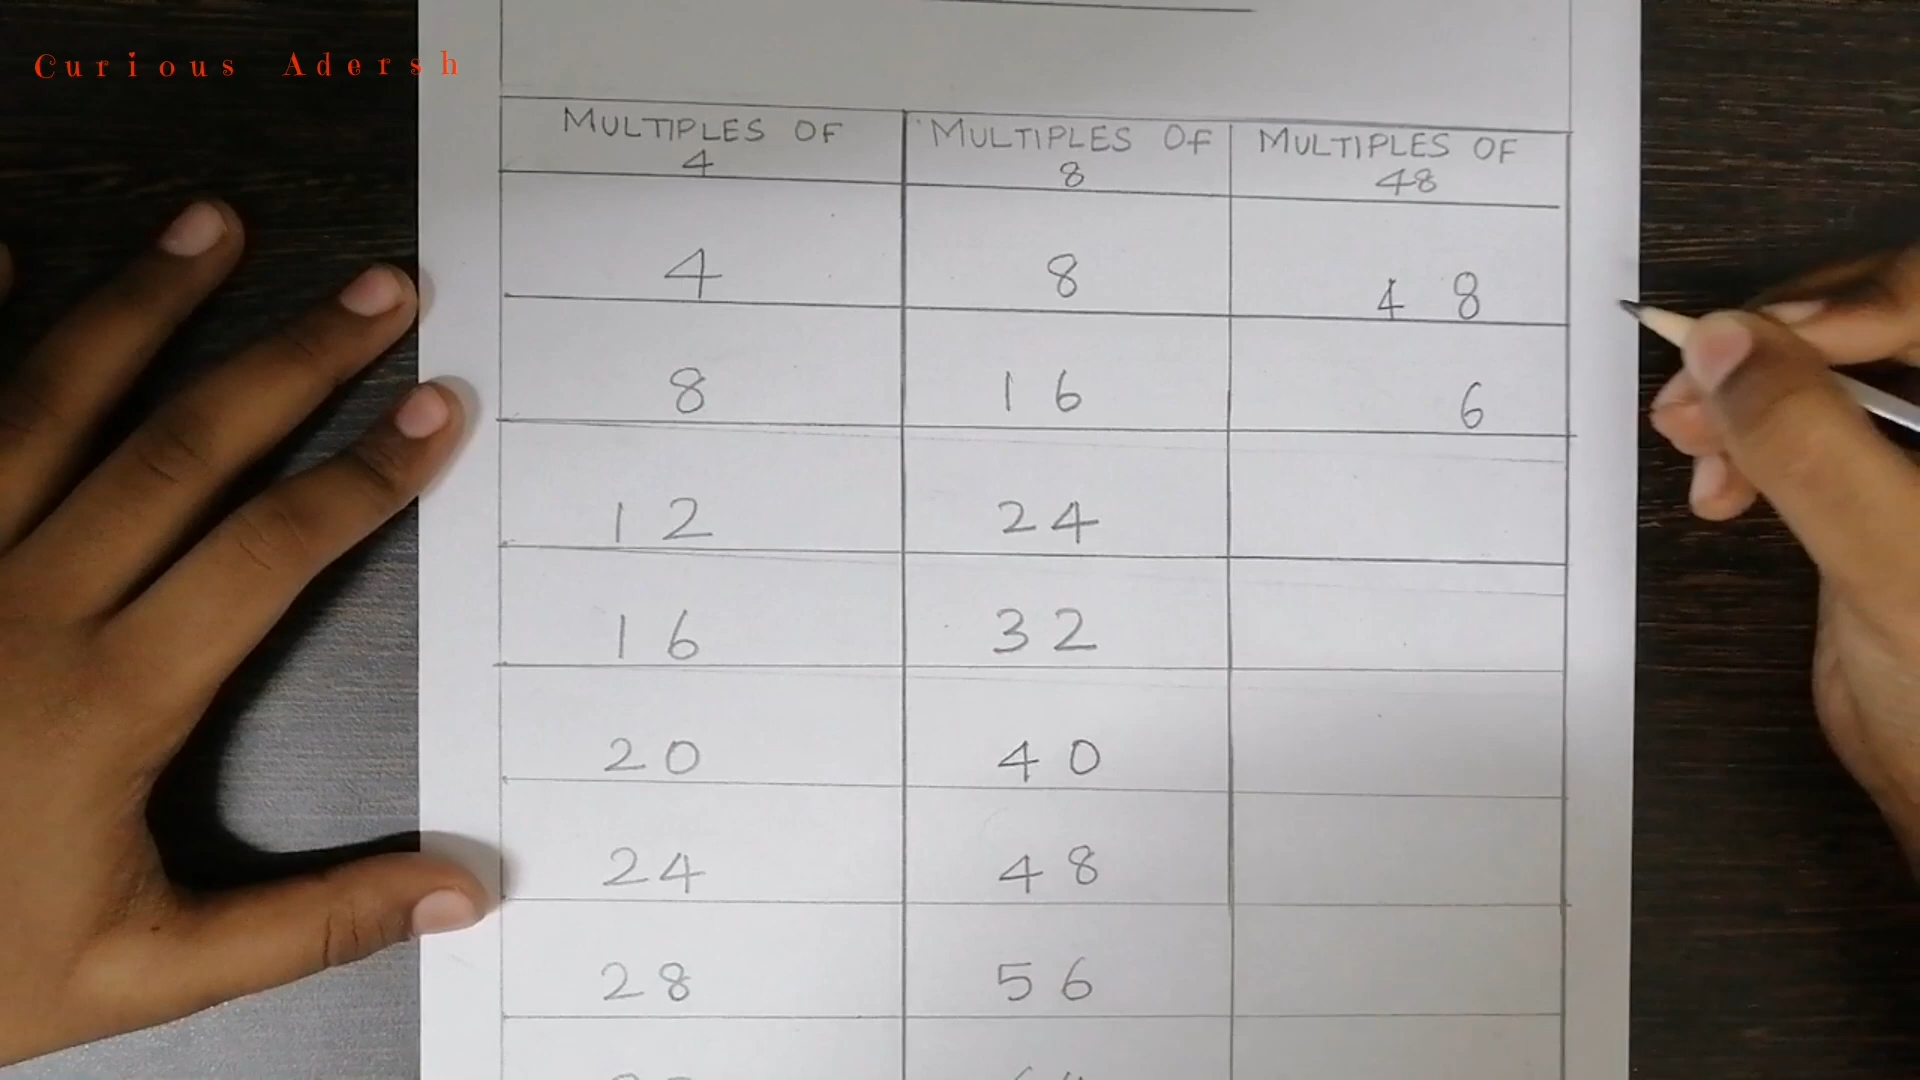 Curious Adersh
MULTIPLES OF 4 MULTIPLES OF 8 MULTIPLES OF 48
4 8 4 8
8 1 6 6
1 2 2 4
1 6 3 2
2 0 4 0
2 4 4 8
2 8 5 6